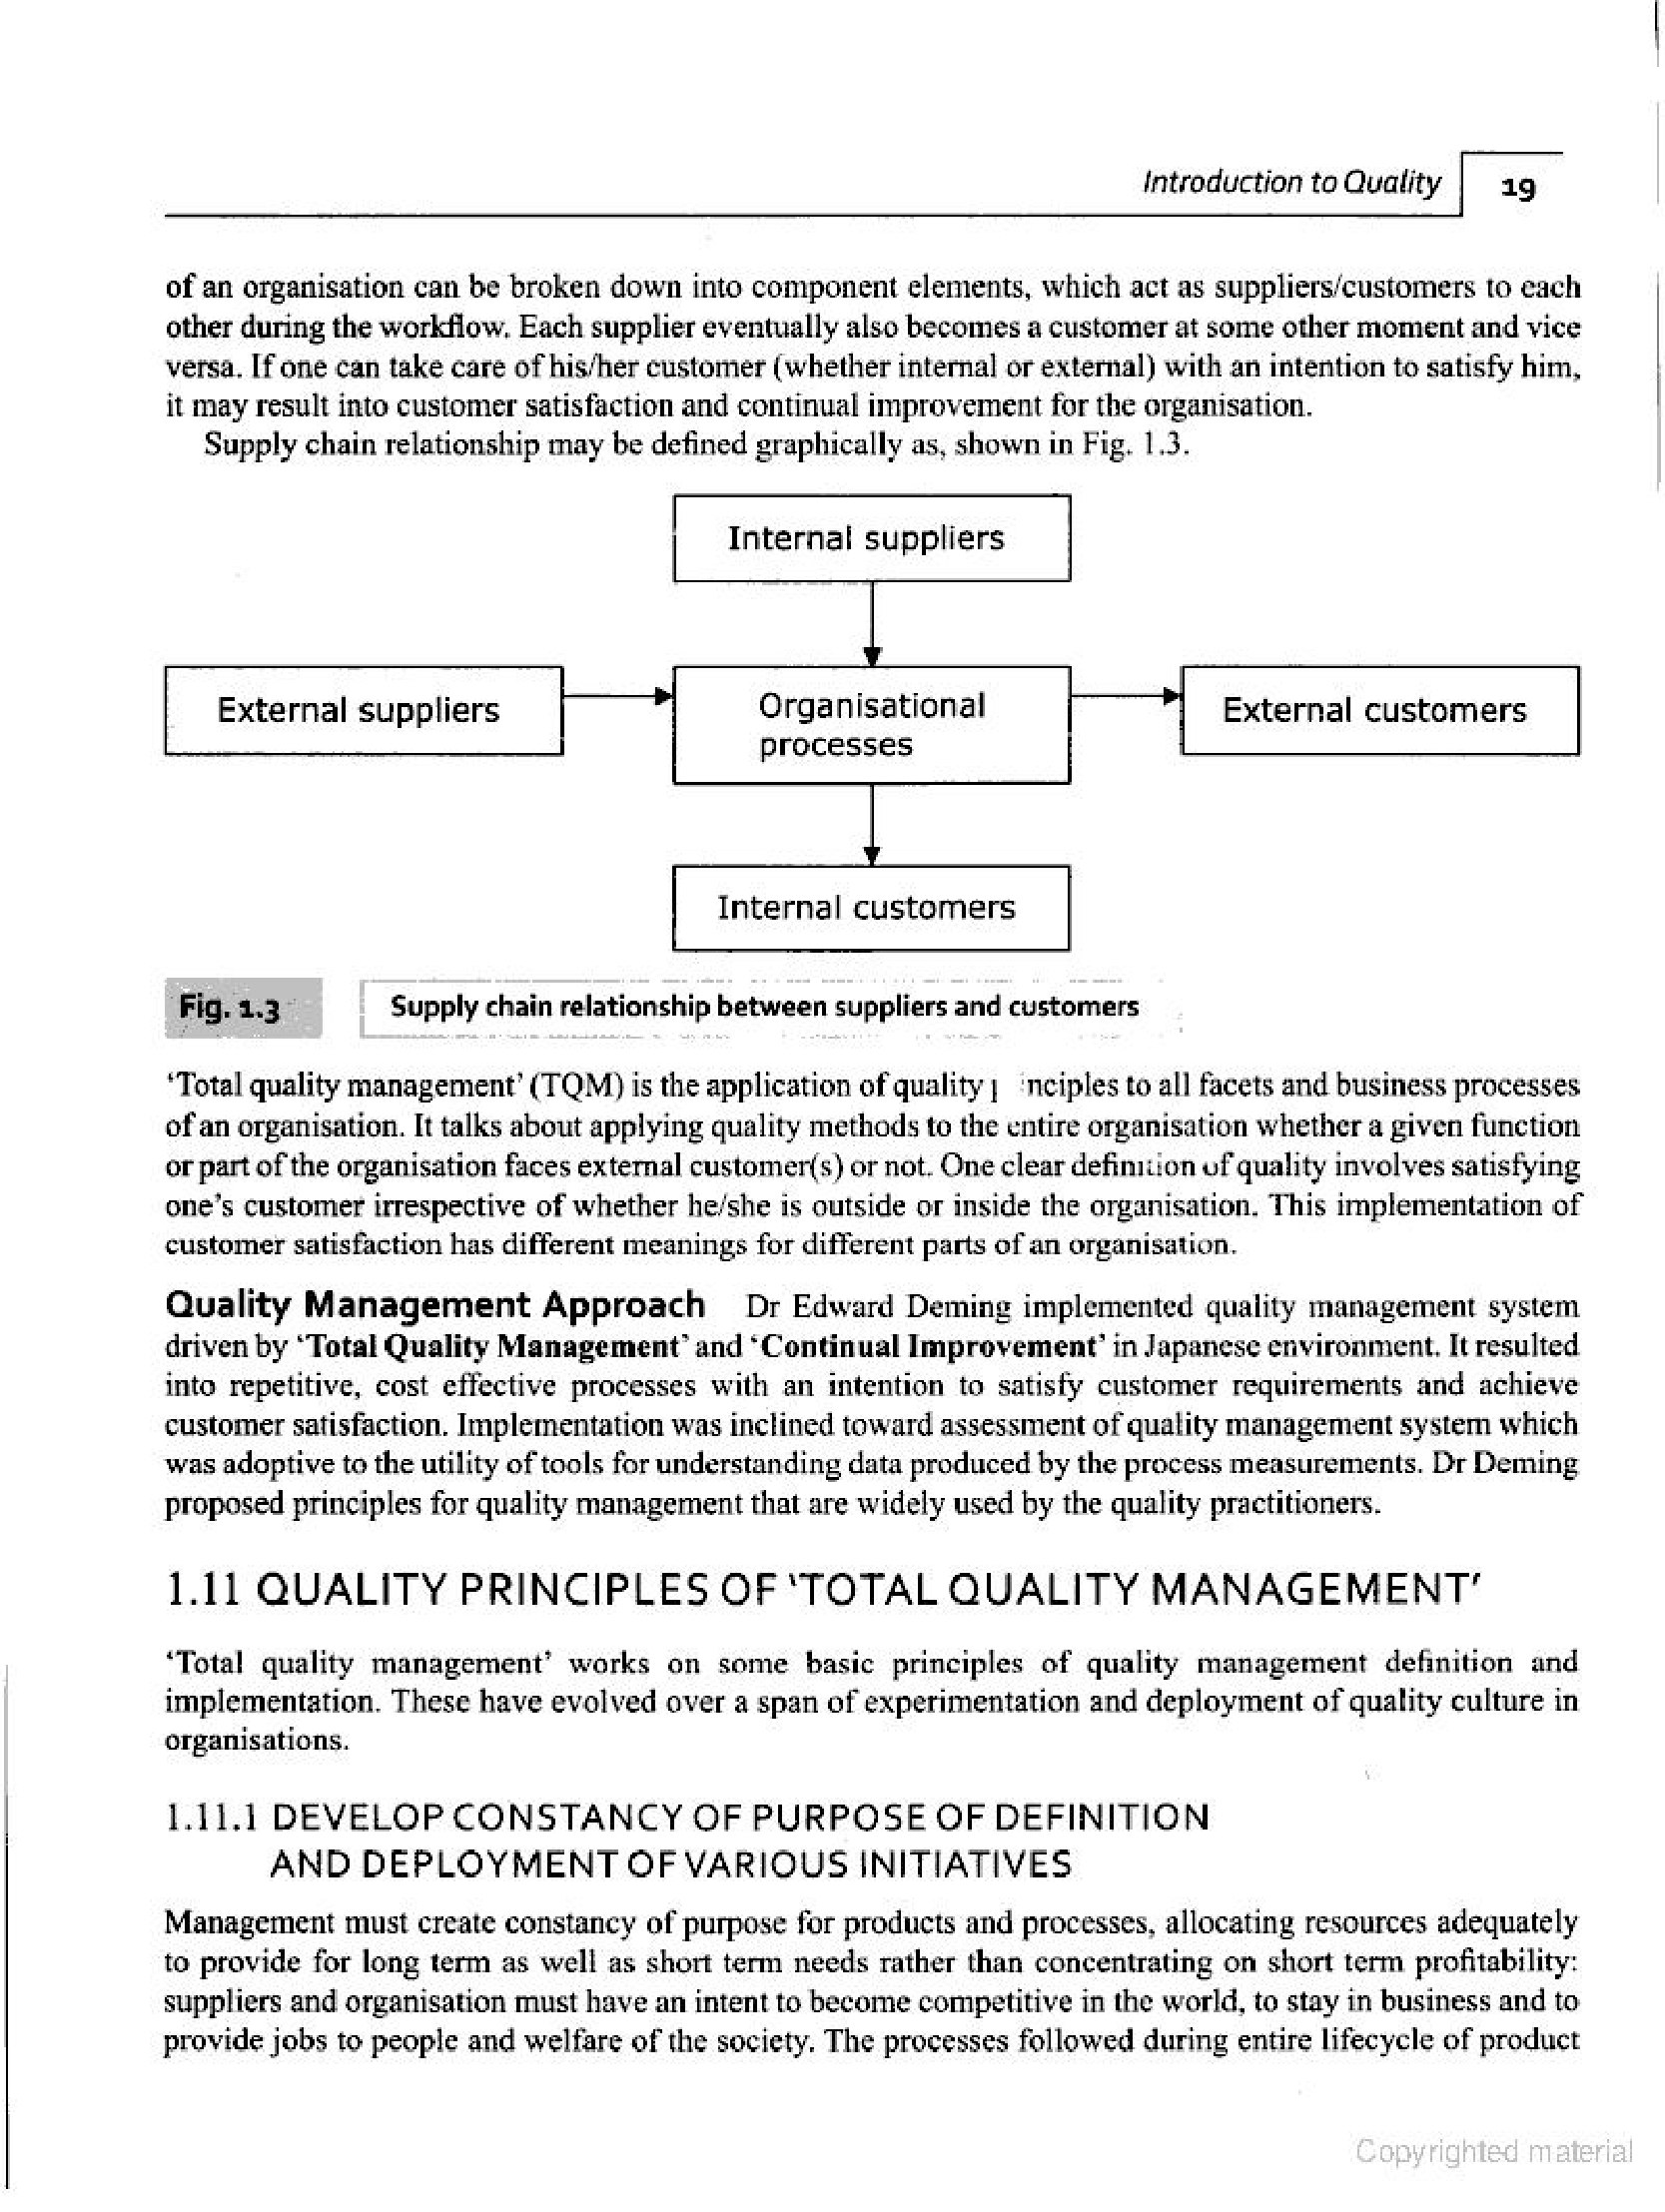 Introduction to Quality 19
of an organisation can be broken down into component elements, which act as suppliers/customers to each
other during the workflow. Each supplier eventually also becomes a customer at some other moment and vice
versa. If one can take care of his/her customer (whether internal or external) with an intention to satisfy him,
it may result into customer satisfaction and continual improvement for the organisation.
Supply chain relationship may be defined graphically as, shown in Fig. 1.3.
Internal suppliers
External suppliers
Organisational
processes
External customers
Internal customers
Fig. 1.3 Supply chain relationship between suppliers and customers
‘Total quality management’ (TQM) is the application of quality to all facets and business processes
of an organisation. It talks about applying quality methods to the entire organisation whether a given function
or part of the organisation faces external customer(s) or not. One clear definition of quality involves satisfying
one’s customer irrespective of whether he/she is outside or inside the organisation. This implementation of
customer satisfaction has different meanings for different parts of an organisation.
Quality Management Approach Dr Edward Deming implemented quality management system
driven by ‘Total Quality Management’ and ‘Continual Improvement’ in Japanese environment. It resulted
into repetitive, cost effective processes with an intention to satisfy customer requirements and achieve
customer satisfaction. Implementation was inclined toward assessment of quality management system which
was adoptive to the utility of tools for understanding data produced by the process measurements. Dr Deming
proposed principles for quality management that are widely used by the quality practitioners.
1.11 QUALITY PRINCIPLES OF ‘TOTAL QUALITY MANAGEMENT’
‘Total quality management’ works on some basic principles of quality management definition and
implementation. These have evolved over a span of experimentation and deployment of quality culture in
organisations.
1.11.1 DEVELOP CONSTANCY OF PURPOSE OF DEFINITION
AND DEPLOYMENT OF VARIOUS INITIATIVES
Management must create constancy of purpose for products and processes, allocating resources adequately
to provide for long term as well as short term needs rather than concentrating on short term profitability:
suppliers and organisation must have an intent to become competitive in the world, to stay in business and to
provide jobs to people and welfare of the society. The processes followed during entire lifecycle of product
Copyrighted material